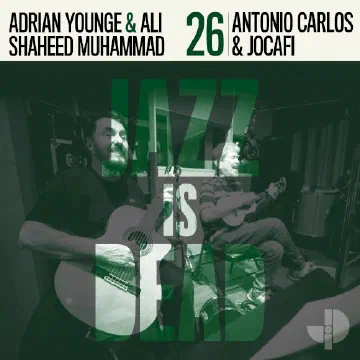 ADRIAN YOUNGE & ALI
SHAHEED MUHAMMAD
26
ANTONIO CARLOS
& JOCAFI
JAZZ
IS
DEAD